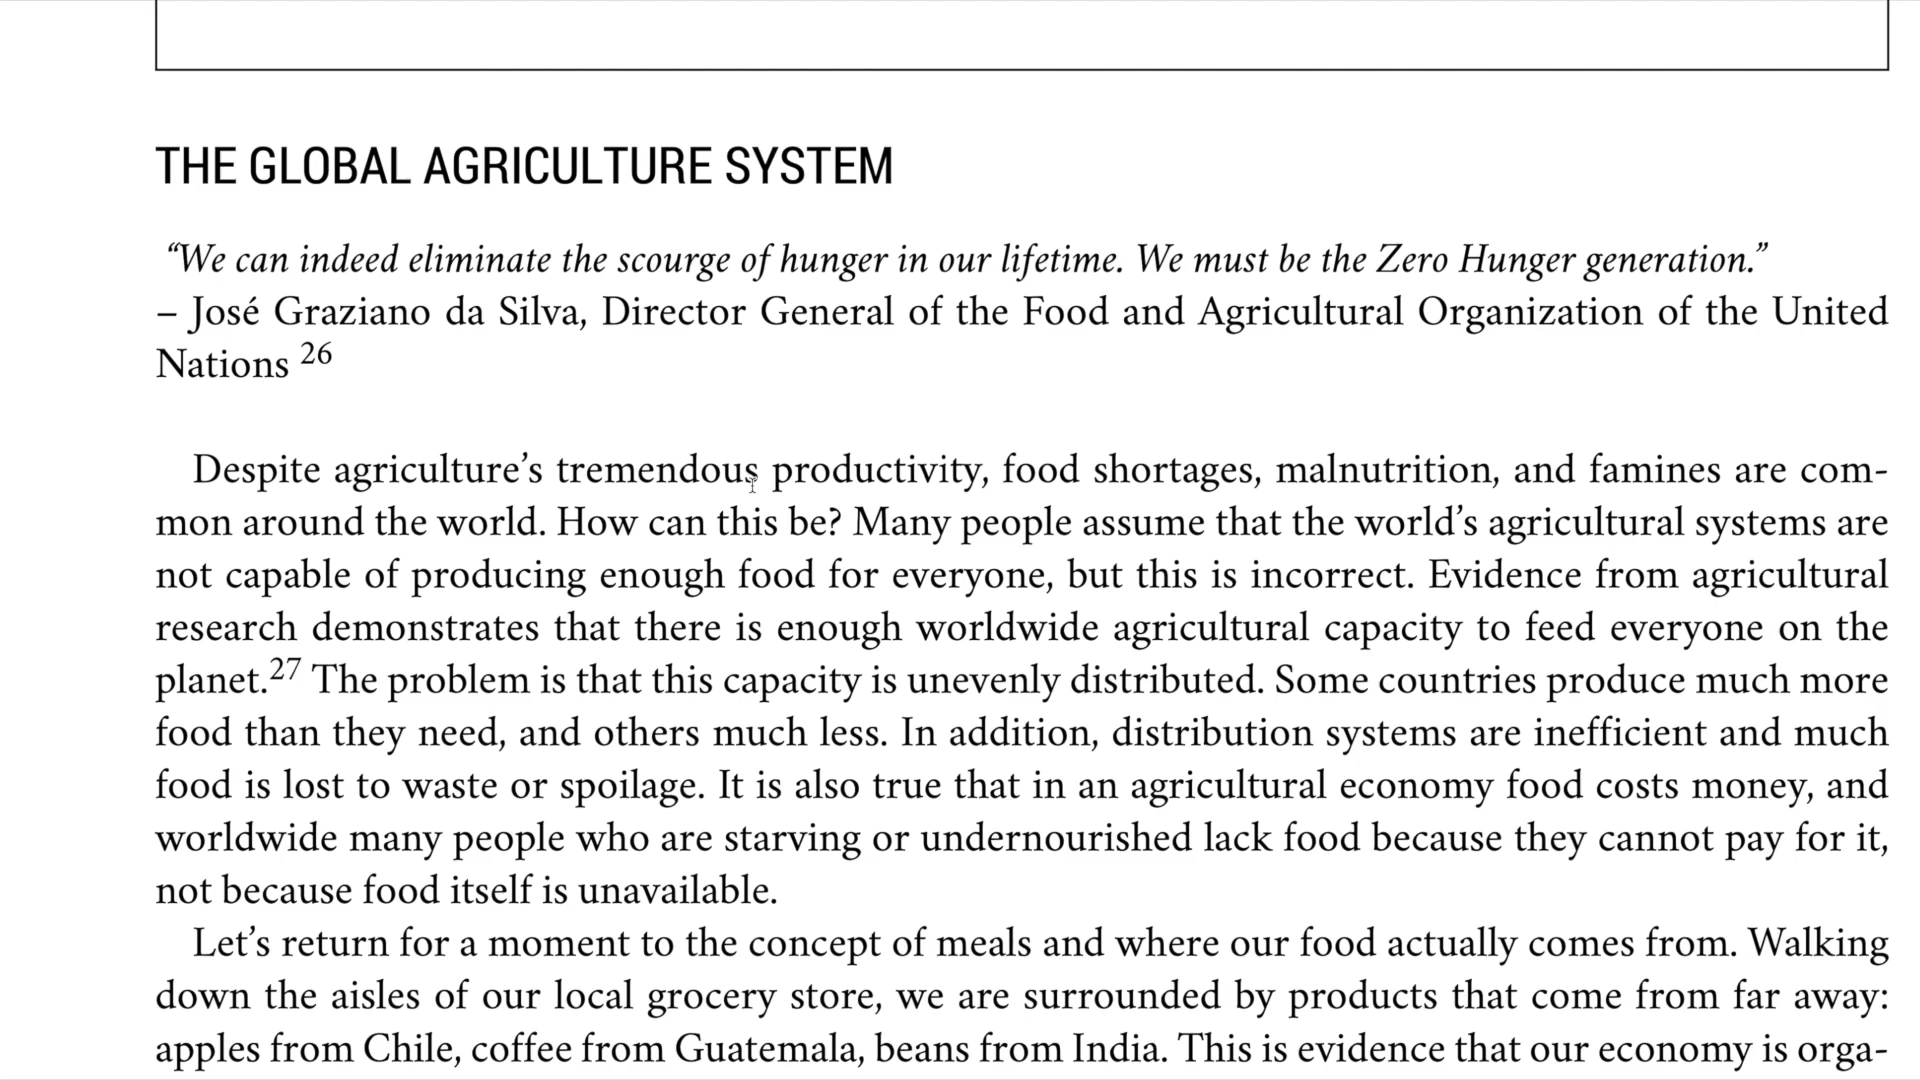 THE GLOBAL AGRICULTURE SYSTEM
“We can indeed eliminate the scourge of hunger in our lifetime. We must be the Zero Hunger generation.”
– José Graziano da Silva, Director General of the Food and Agricultural Organization of the United
Nations 26
Despite agriculture’s tremendous productivity, food shortages, malnutrition, and famines are com-
mon around the world. How can this be? Many people assume that the world’s agricultural systems are
not capable of producing enough food for everyone, but this is incorrect. Evidence from agricultural
research demonstrates that there is enough worldwide agricultural capacity to feed everyone on the
planet.27 The problem is that this capacity is unevenly distributed. Some countries produce much more
food than they need, and others much less. In addition, distribution systems are inefficient and much
food is lost to waste or spoilage. It is also true that in an agricultural economy food costs money, and
worldwide many people who are starving or undernourished lack food because they cannot pay for it,
not because food itself is unavailable.
Let’s return for a moment to the concept of meals and where our food actually comes from. Walking
down the aisles of our local grocery store, we are surrounded by products that come from far away:
apples from Chile, coffee from Guatemala, beans from India. This is evidence that our economy is orga-